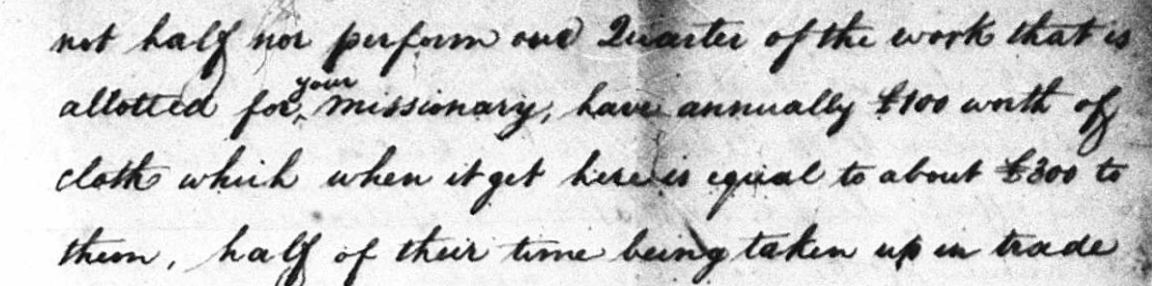 not half nor perform one Quarter of the work that is
allotted for your missionary, have annually £100 worth of
cloth which when it get here is equal to about £300 to
them, half of their time being taken up in trade